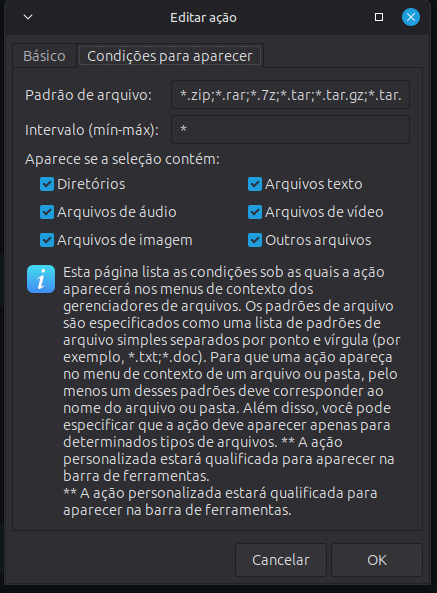 Editar ação
Básico
Condições para aparecer
Padrão de arquivo:
*.zip;*.rar;*.7z;*.tar;*.tar.gz;*.tar.
Intervalo (mín-máx):
*
Aparece se a seleção contém:
Diretórios
Arquivos texto
Arquivos de áudio
Arquivos de vídeo
Arquivos de imagem
Outros arquivos
Esta página lista as condições sob as quais a ação
aparecerá nos menus de contexto dos
gerenciadores de arquivos. Os padrões de arquivo
são especificados como uma lista de padrões de
arquivo simples separados por ponto e vírgula (por
exemplo, *.txt;*.doc). Para que uma ação apareça
no menu de contexto de um arquivo ou pasta, pelo
menos um desses padrões deve corresponder ao
nome do arquivo ou pasta. Além disso, você pode
especificar que a ação deve aparecer apenas para
determinados tipos de arquivos. ** A ação
personalizada estará qualificada para aparecer na
barra de ferramentas.
** A ação personalizada estará qualificada para
aparecer na barra de ferramentas.
Cancelar
OK